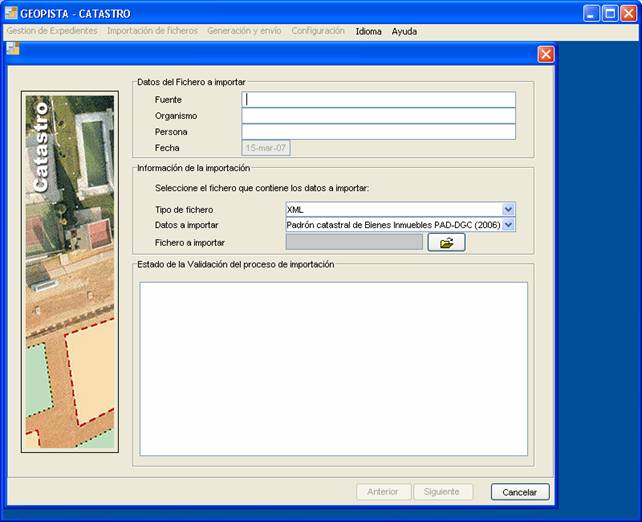 GEOPISTA - CATASTRO
Gestion de Expedientes Importación de ficheros Generación y envío Configuración Idioma Ayuda
Catastro
Datos del Fichero a importar
Fuente
Organismo
Persona
Fecha 15-mar-07
Información de la importación
Seleccione el fichero que contiene los datos a importar:
Tipo de fichero XML
Datos a importar Padrón catastral de Bienes Inmuebles PAD-DGC (2006)
Fichero a importar
Estado de la Validación del proceso de importación
Anterior Siguiente Cancelar